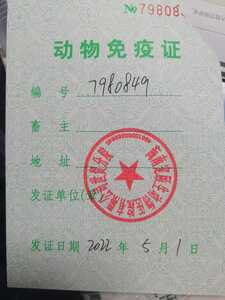 №79808
动物免疫证
编 号 7980849
畜 主
地 址
发证单位(章)
发证日期 2022 年 5 月 1 日